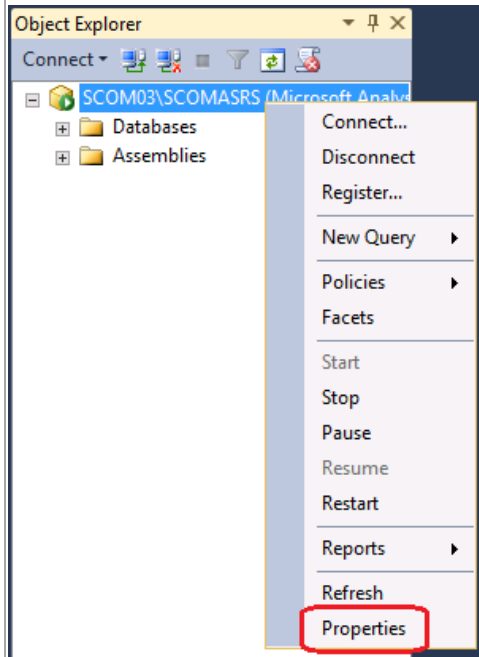 Object Explorer
Connect
SCOM03\SCOMASRS (Microsoft Analys
Databases
Assemblies
Connect...
Disconnect
Register...
New Query
Policies
Facets
Start
Stop
Pause
Resume
Restart
Reports
Refresh
Properties